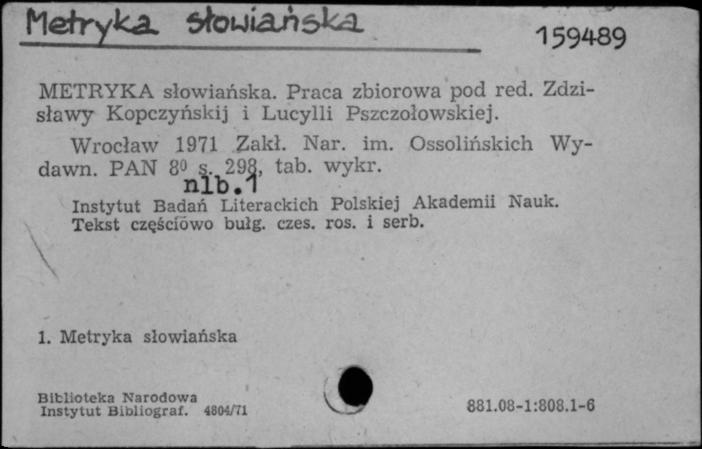 Metryka słowiańska
159489
METRYKA słowiańska. Praca zbiorowa pod red. Zdzi-
sławy Kopczyńskij i Lucylli Pszczołowskiej.
Wrocław 1971 Zakł. Nar. im. Ossolińskich Wy-
dawn. PAN 8⁰ s. 298, tab. wykr.
nlb.1
Instytut Badań Literackich Polskiej Akademii Nauk.
Tekst częściowo bułg. czes. ros. i serb.
1. Metryka słowiańska
Biblioteka Narodowa
Instytut Bibliograf. 4804/71
881.08-1:808.1-6